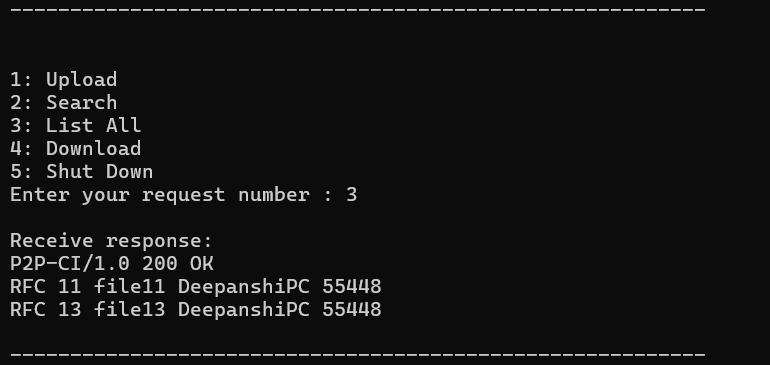 ----------------------------------------------------------
1: Upload
2: Search
3: List All
4: Download
5: Shut Down
Enter your request number : 3
Receive response:
P2P-CI/1.0 200 OK
RFC 11 file11 DeepanshiPC 55448
RFC 13 file13 DeepanshiPC 55448
----------------------------------------------------------